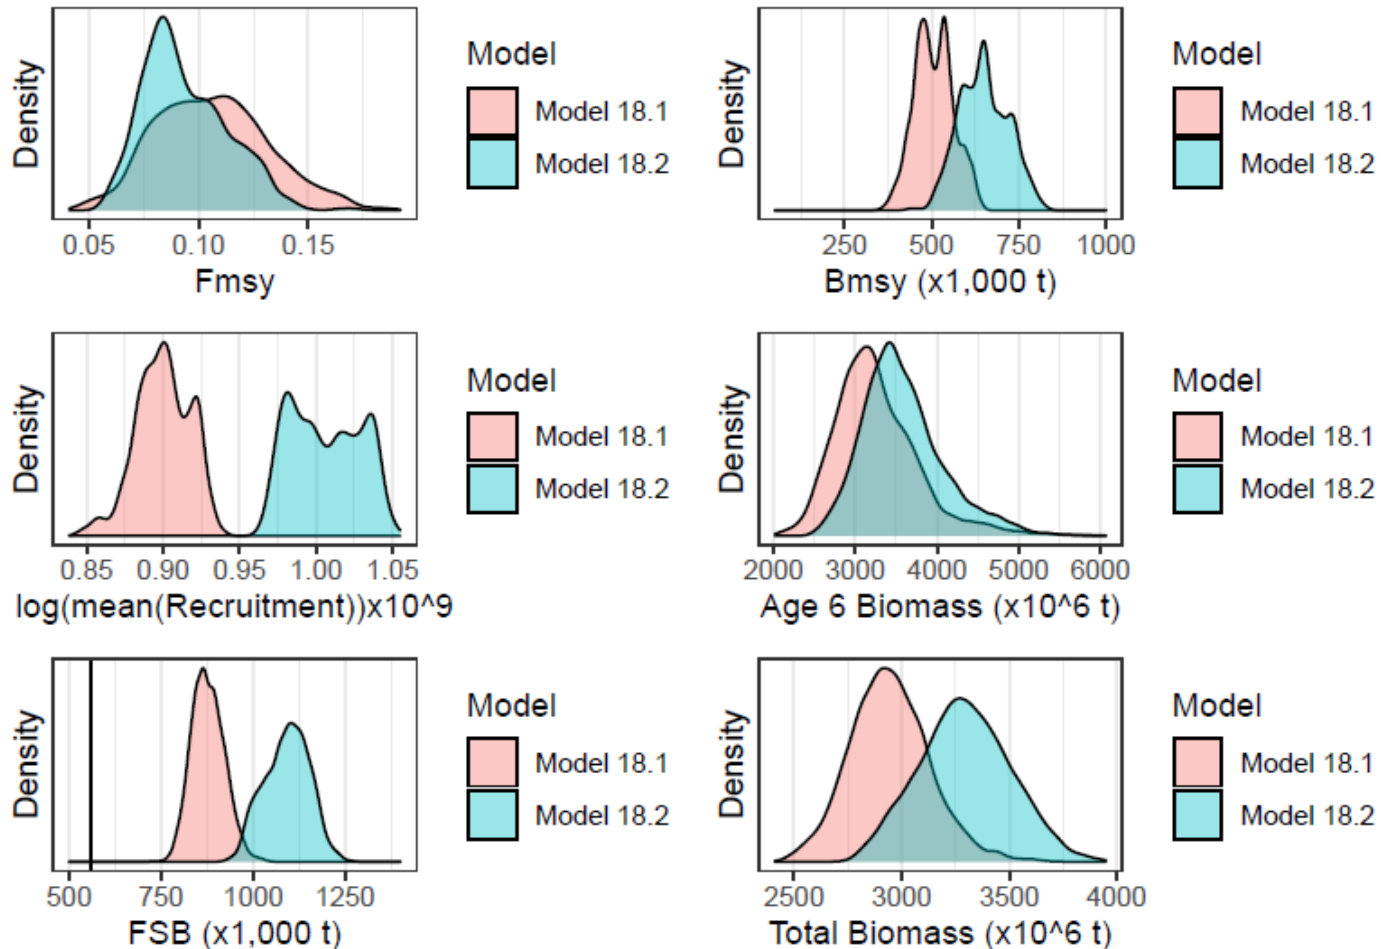 Density
0.05 0.10 0.15
Fmsy
Model
Model 18.1
Model 18.2
Density
250 500 750 1000
Bmsy (x1,000 t)
Model
Model 18.1
Model 18.2
Density
0.85 0.90 0.95 1.00 1.05
log(mean(Recruitment))x10^9
Model
Model 18.1
Model 18.2
Density
2000 3000 4000 5000 6000
Age 6 Biomass (x10^6 t)
Model
Model 18.1
Model 18.2
Density
500 750 1000 1250
FSB (x1,000 t)
Model
Model 18.1
Model 18.2
Density
2500 3000 3500 4000
Total Biomass (x10^6 t)
Model
Model 18.1
Model 18.2